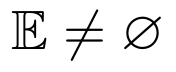 𝔼 ≠ ∅